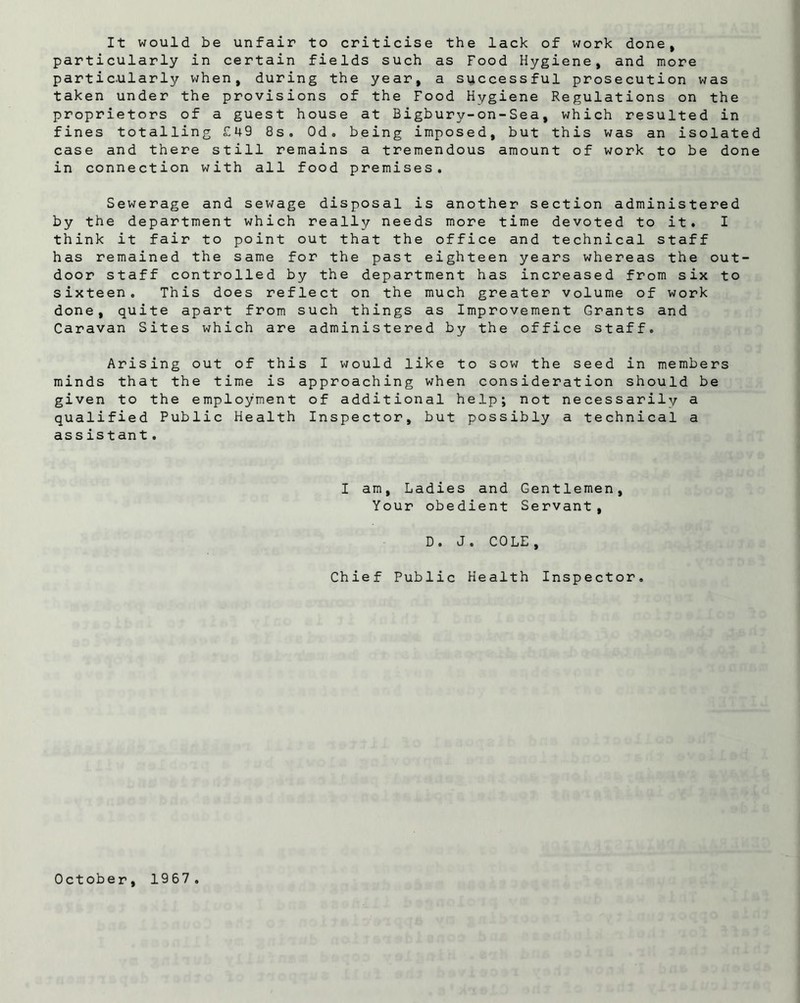 It would be unfair to criticise the lack of work done,
particularly in certain fields such as Food Hygiene, and more
particularly when, during the year, a successful prosecution was
taken under the provisions of the Food Hygiene Regulations on the
proprietors of a guest house at Bigbury-on-Sea, which resulted in
fines totalling £49 8s. 0d. being imposed, but this was an isolated
case and there still remains a tremendous amount of work to be done
in connection with all food premises.
Sewerage and sewage disposal is another section administered
by the department which really needs more time devoted to it. I
think it fair to point out that the office and technical staff
has remained the same for the past eighteen years whereas the out-
door staff controlled by the department has increased from six to
sixteen. This does reflect on the much greater volume of work
done, quite apart from such things as Improvement Grants and
Caravan Sites which are administered by the office staff.
Arising out of this I would like to sow the seed in members
minds that the time is approaching when consideration should be
given to the employment of additional help; not necessarily a
qualified Public Health Inspector, but possibly a technical a
assistant.
I am, Ladies and Gentlemen,
Your obedient Servant,
D. J. COLE,
Chief Public Health Inspector.
October, 1967.